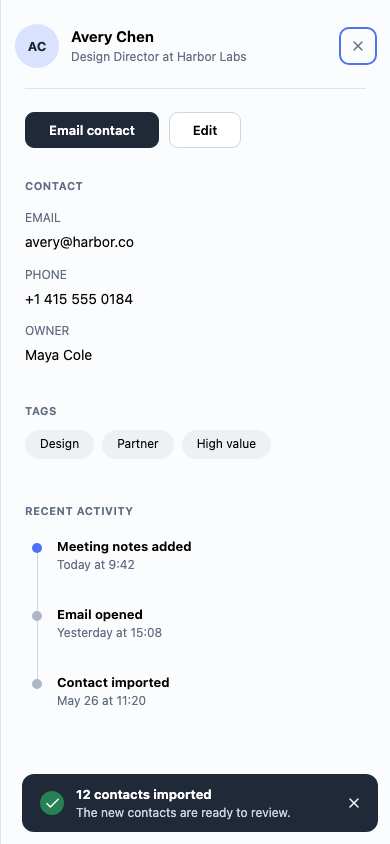 AC
Avery Chen
Design Director at Harbor Labs
Email contact
Edit
CONTACT
EMAIL
avery@harbor.co
PHONE
+1 415 555 0184
OWNER
Maya Cole
TAGS
Design
Partner
High value
RECENT ACTIVITY
Meeting notes added
Today at 9:42
Email opened
Yesterday at 15:08
Contact imported
May 26 at 11:20
12 contacts imported
The new contacts are ready to review.